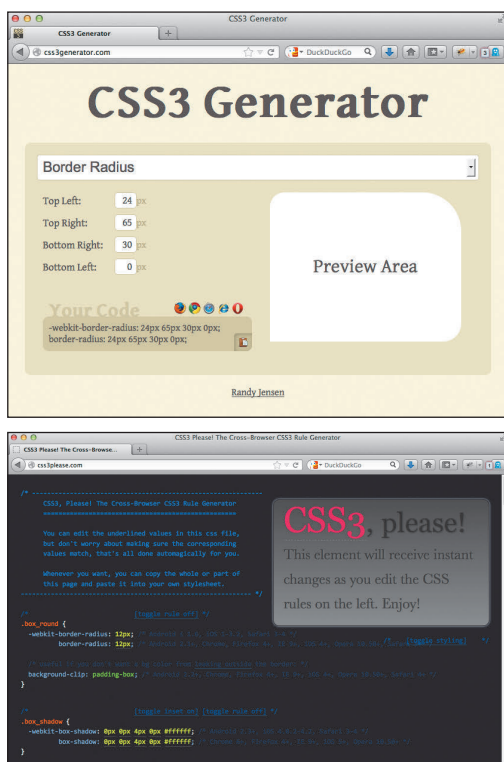 CSS3 Generator
CSS3 Generator
css3generator.com
DuckDuckGo
CSS3 Generator
Border Radius
Top Left: 24 px
Top Right: 65 px
Bottom Right: 30 px
Bottom Left: 0 px
Preview Area
Your Code
-webkit-border-radius: 24px 65px 30px 0px;
border-radius: 24px 65px 30px 0px;
Randy Jensen
CSS3 Please! The Cross-Browser CSS3 Rule Generator
CSS3 Please! The Cross-Browse...
css3please.com
DuckDuckGo
/* ----------------------------------------------------------
CSS3, Please! The Cross-Browser CSS3 Rule Generator
====================================================
You can edit the underlined values in this css file,
but don't worry about making sure the corresponding
values match, that's all done automagically for you.
Whenever you want, you can copy the whole or part of
this page and paste it into your own stylesheet.
---------------------------------------------------------- */
CSS3, please!
This element will receive instant
changes as you edit the CSS
rules on the left. Enjoy!
/* [toggle rule off] */
.box_round {
-webkit-border-radius: 12px;
border-radius: 12px;
/* [toggle styling] */
background-clip: padding-box;
}
/* [toggle inset on] [toggle rule off] */
.box_shadow {
-webkit-box-shadow: 0px 0px 4px 0px #ffffff;
box-shadow: 0px 0px 4px 0px #ffffff;
}